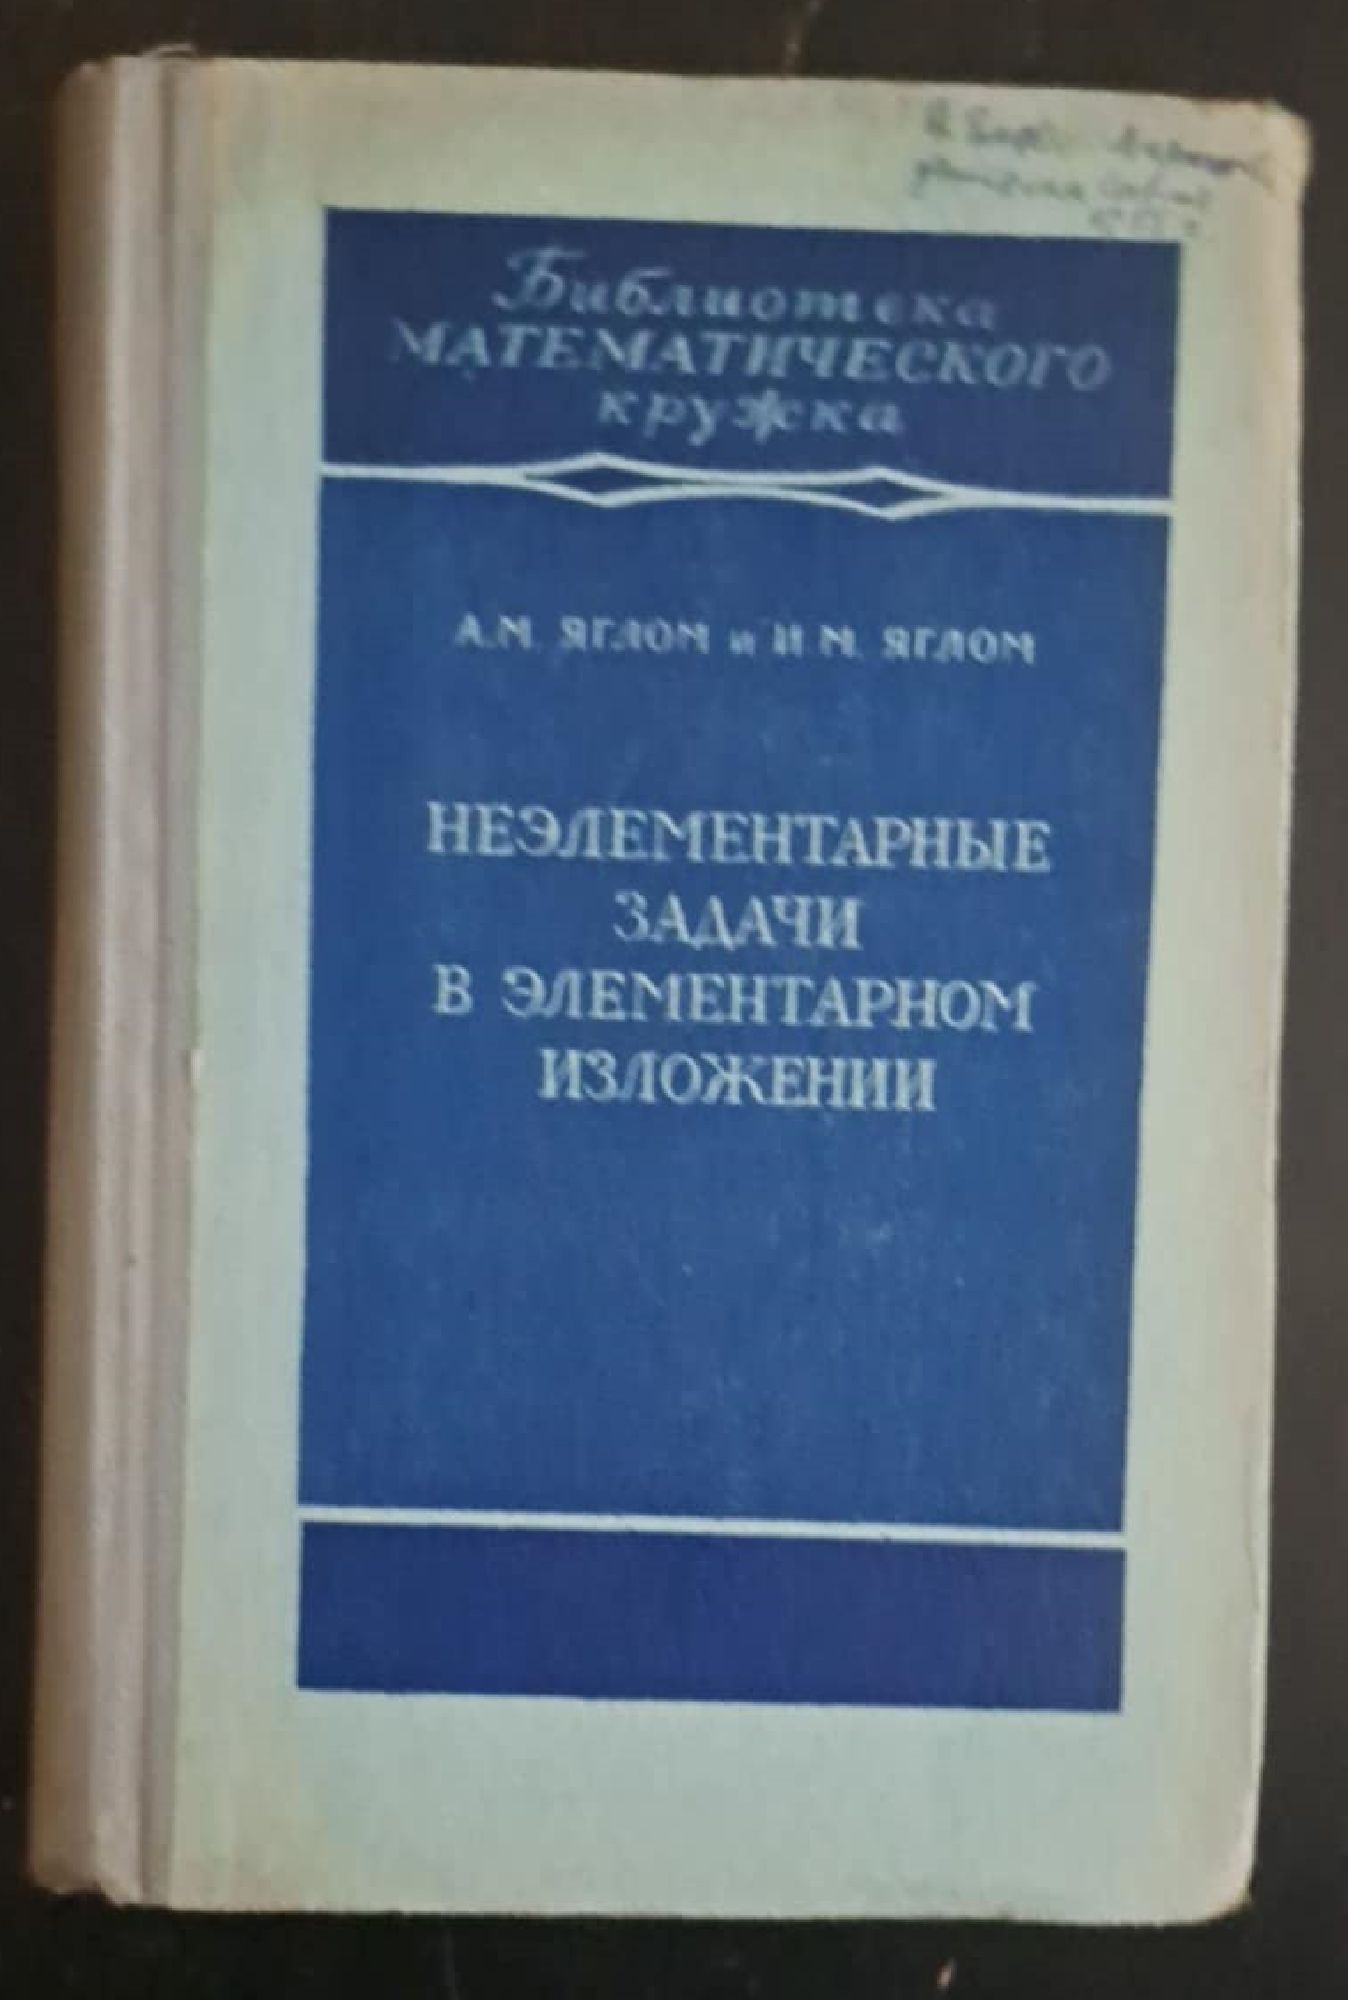 Библиотека
МАТЕМАТИЧЕСКОГО
кружка
А.М. ЯГЛОМ и И.М. ЯГЛОМ
НЕЭЛЕМЕНТАРНЫЕ
ЗАДАЧИ
В ЭЛЕМЕНТАРНОМ
ИЗЛОЖЕНИИ